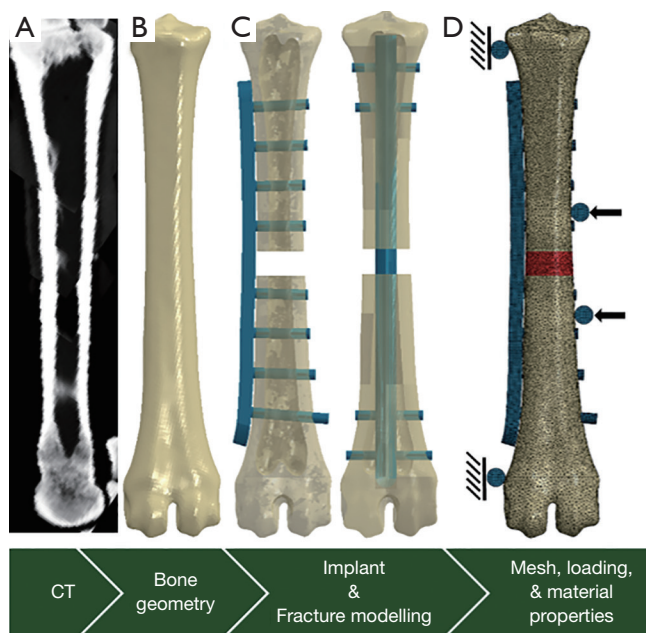 A
B
C
D
CT
Bone
geometry
Implant
&
Fracture modelling
Mesh, loading,
& material
properties